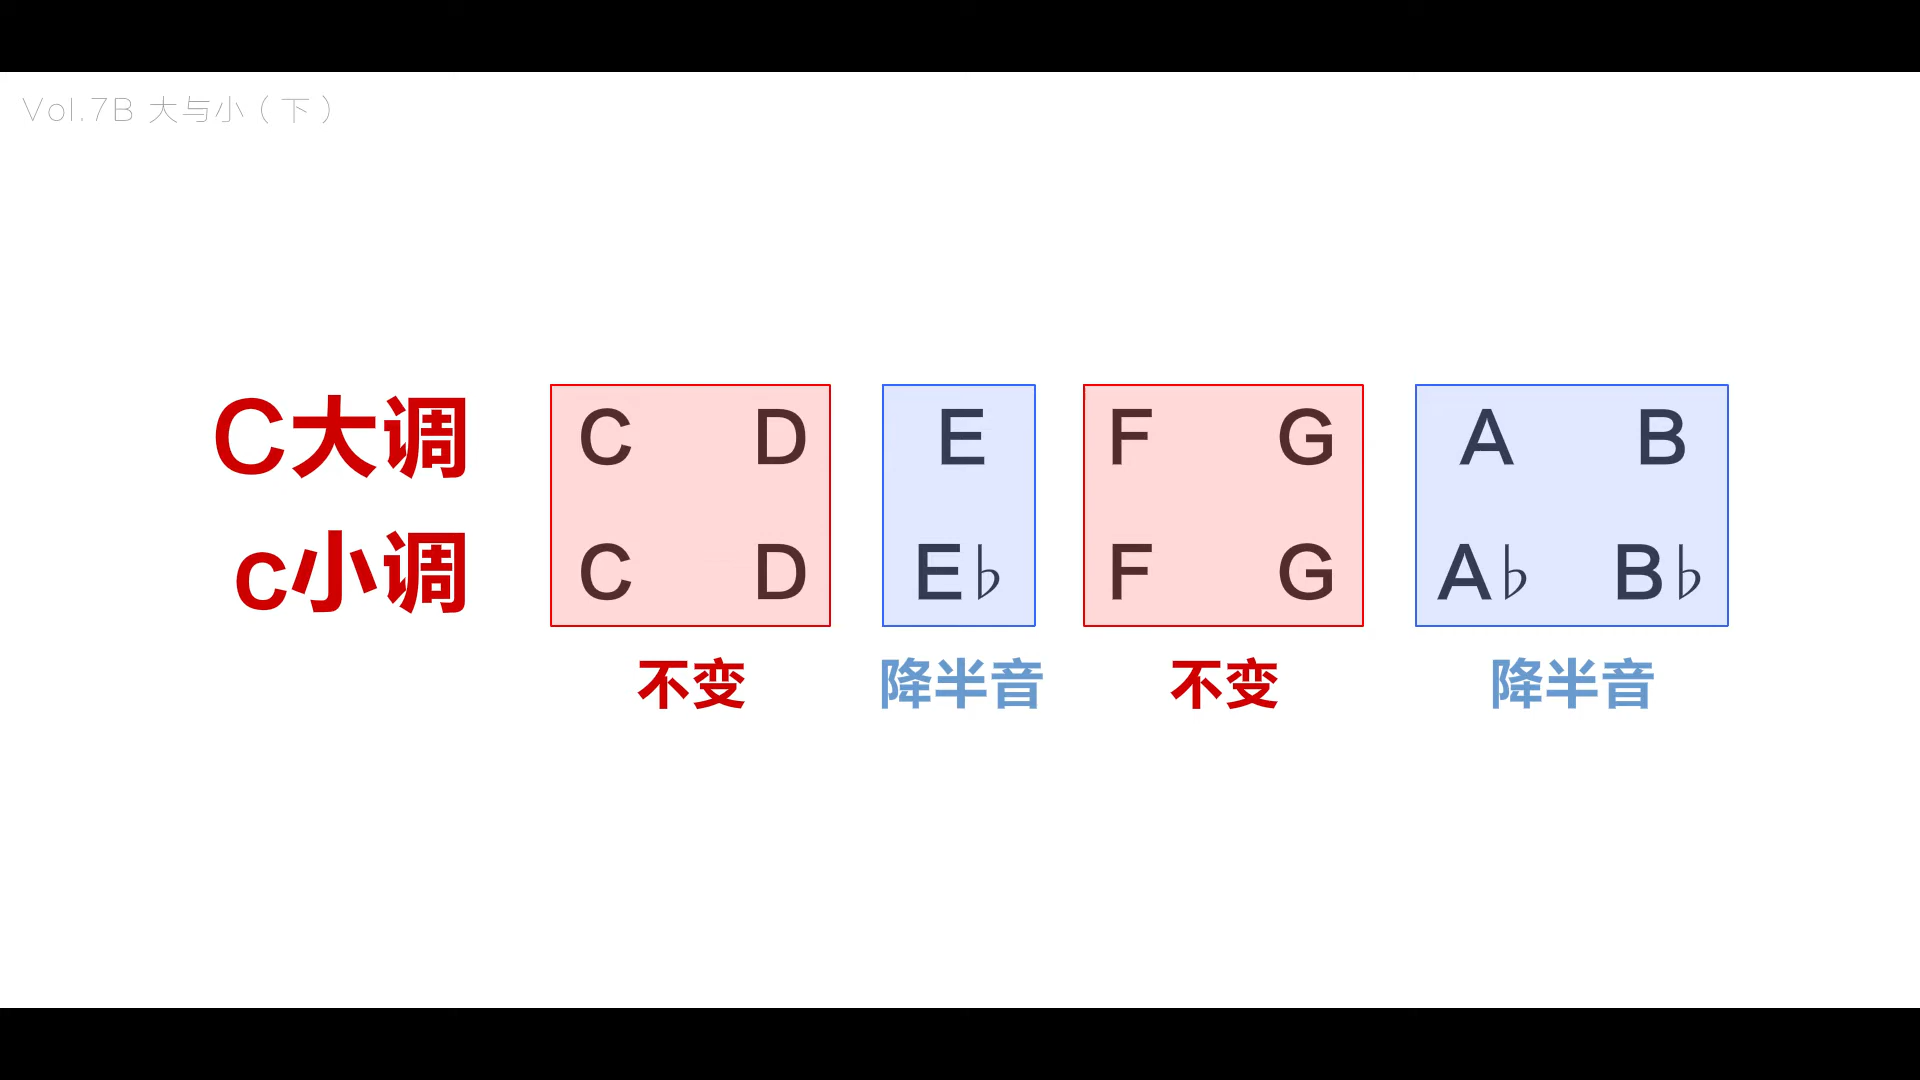 Vol.7B 大与小（下）
C大调 C D E F G A B
c小调 C D E♭ F G A♭ B♭
不变 降半音 不变 降半音